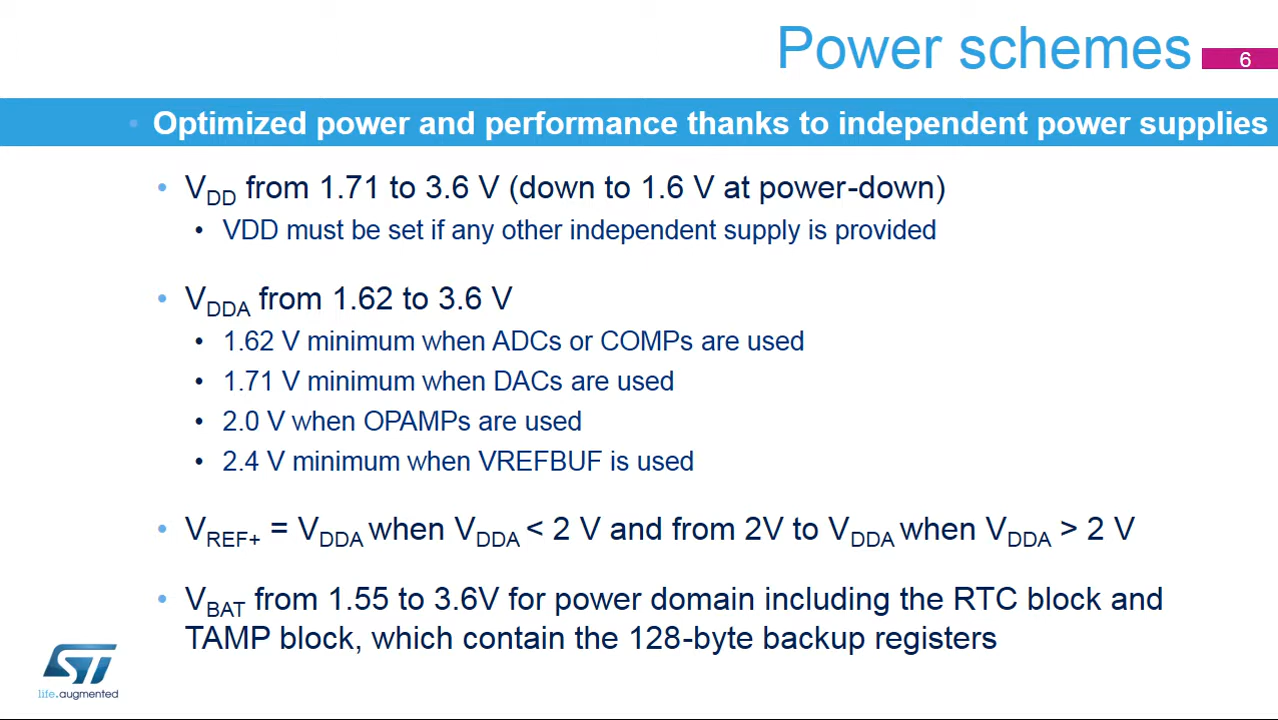 Power schemes
6
• Optimized power and performance thanks to independent power supplies
• VDD from 1.71 to 3.6 V (down to 1.6 V at power-down)
• VDD must be set if any other independent supply is provided
• VDDA from 1.62 to 3.6 V
• 1.62 V minimum when ADCs or COMPs are used
• 1.71 V minimum when DACs are used
• 2.0 V when OPAMPs are used
• 2.4 V minimum when VREFBUF is used
• VREF+ = VDDA when VDDA < 2 V and from 2V to VDDA when VDDA > 2 V
• VBAT from 1.55 to 3.6V for power domain including the RTC block and
TAMP block, which contain the 128-byte backup registers
ST
life.augmented